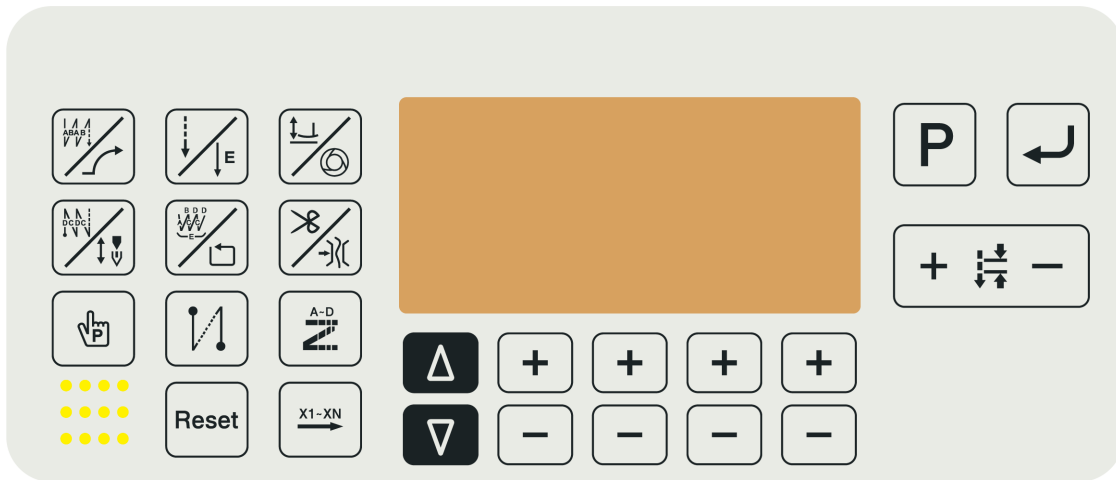 ABAB
E
P
DCDC
B D D
A C C
E
P
A~D
+ −
+ + + +
Reset
X1~XN
− − − −